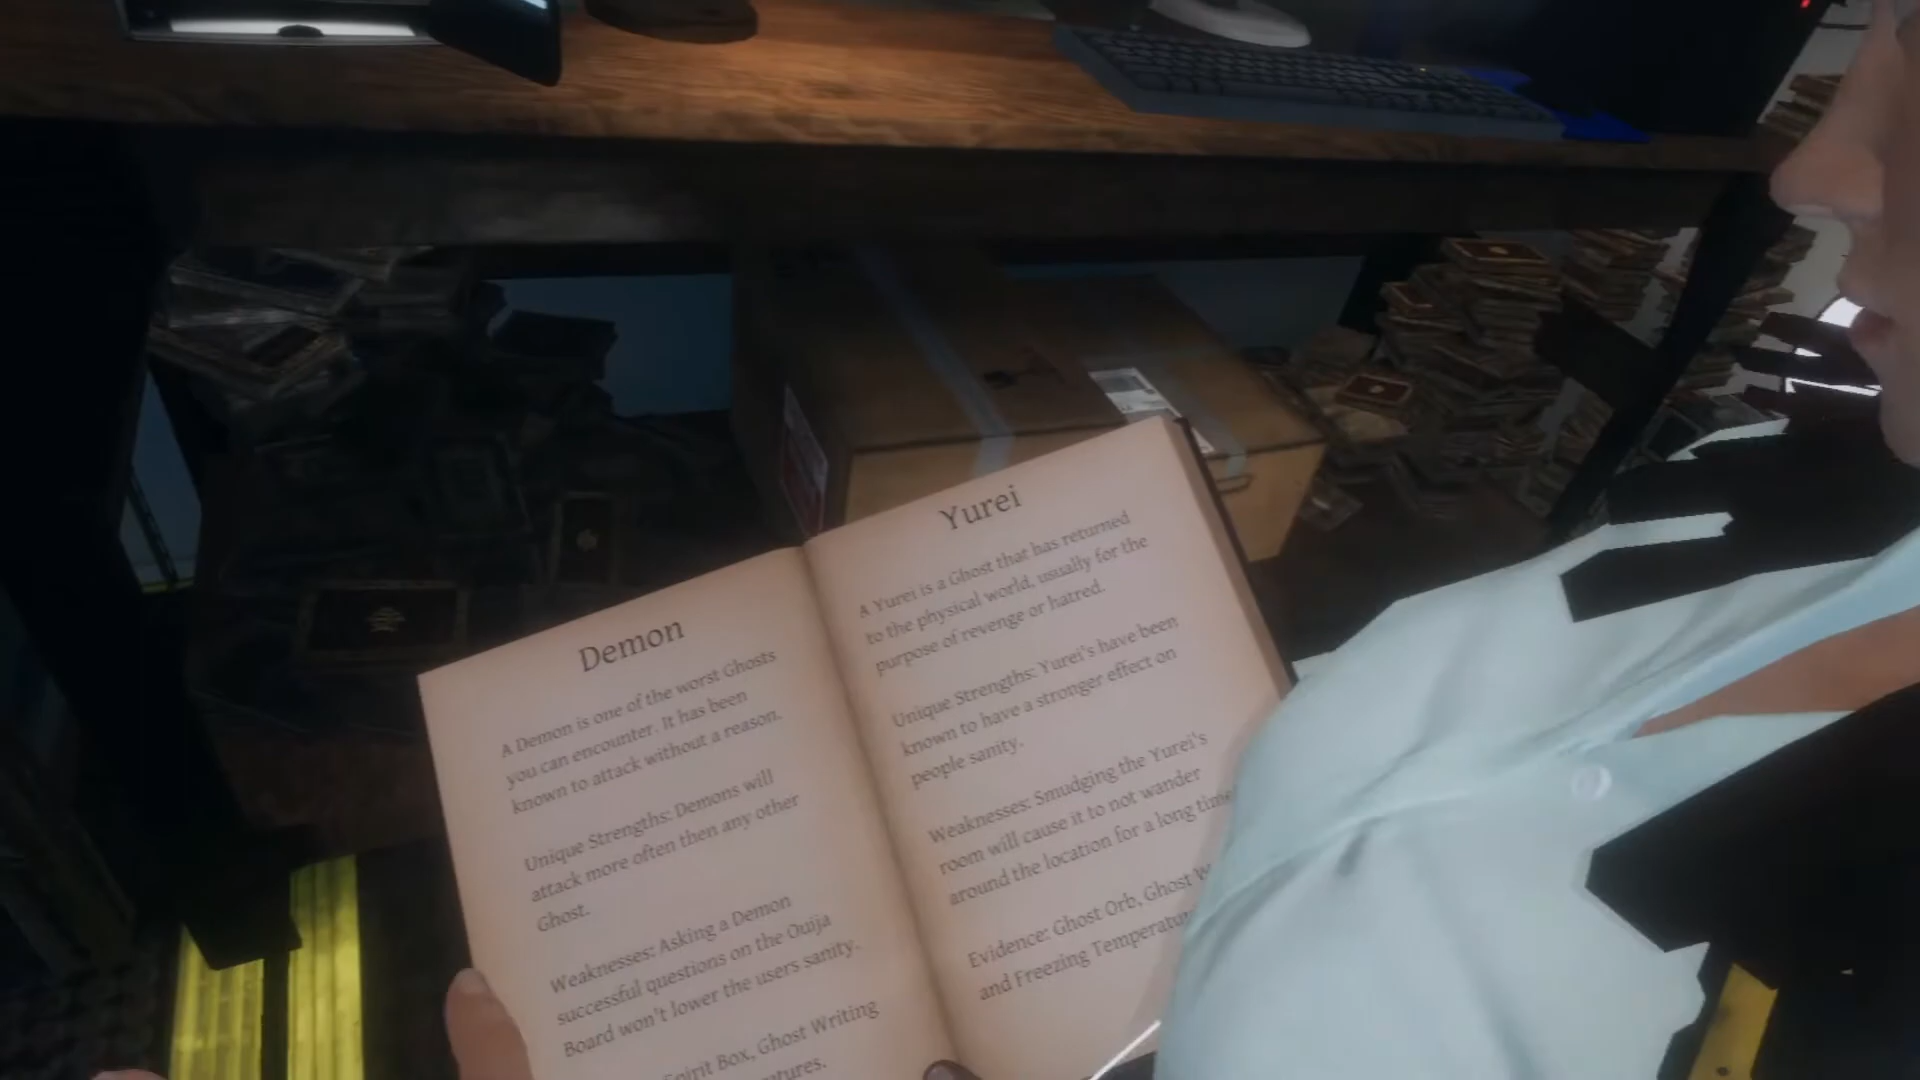 Demon
A Demon is one of the worst Ghosts
you can encounter. It has been
known to attack without a reason.
Unique Strengths: Demons will
attack more often then any other
Ghost.
Weaknesses: Asking a Demon
successful questions on the Ouija
Board won't lower the users sanity.
Spirit Box, Ghost Writing
Yurei
A Yurei is a Ghost that has returned
to the physical world, usually for the
purpose of revenge or hatred.
Unique Strengths: Yurei's have been
known to have a stronger effect on
people sanity.
Weaknesses: Smudging the Yurei's
room will cause it to not wander
around the location for a long time
Evidence: Ghost Orb, Ghost
and Freezing